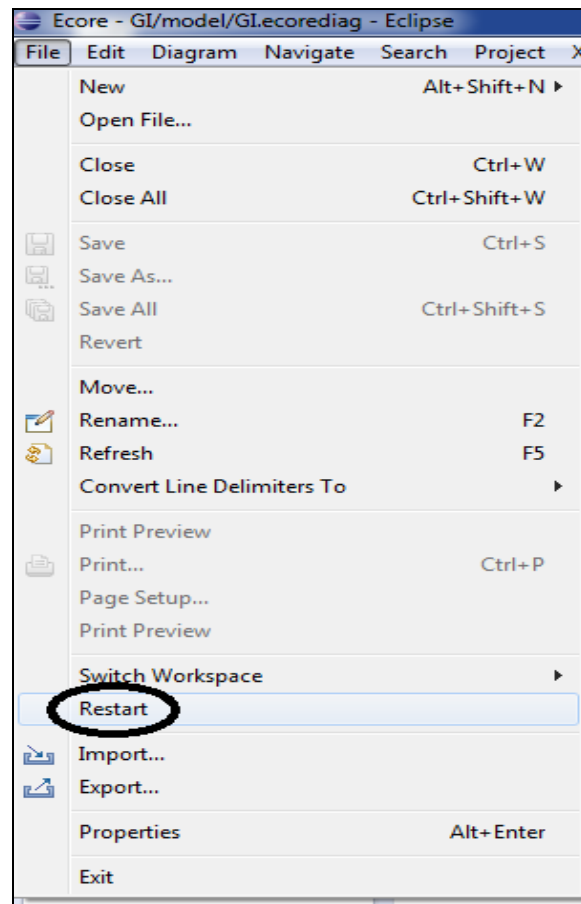 Ecore - GI/model/GI.ecorediag - Eclipse
File Edit Diagram Navigate Search Project X
New Alt+Shift+N
Open File...
Close Ctrl+W
Close All Ctrl+Shift+W
Save Ctrl+S
Save As...
Save All Ctrl+Shift+S
Revert
Move...
Rename... F2
Refresh F5
Convert Line Delimiters To
Print Preview
Print... Ctrl+P
Page Setup...
Print Preview
Switch Workspace
Restart
Import...
Export...
Properties Alt+Enter
Exit